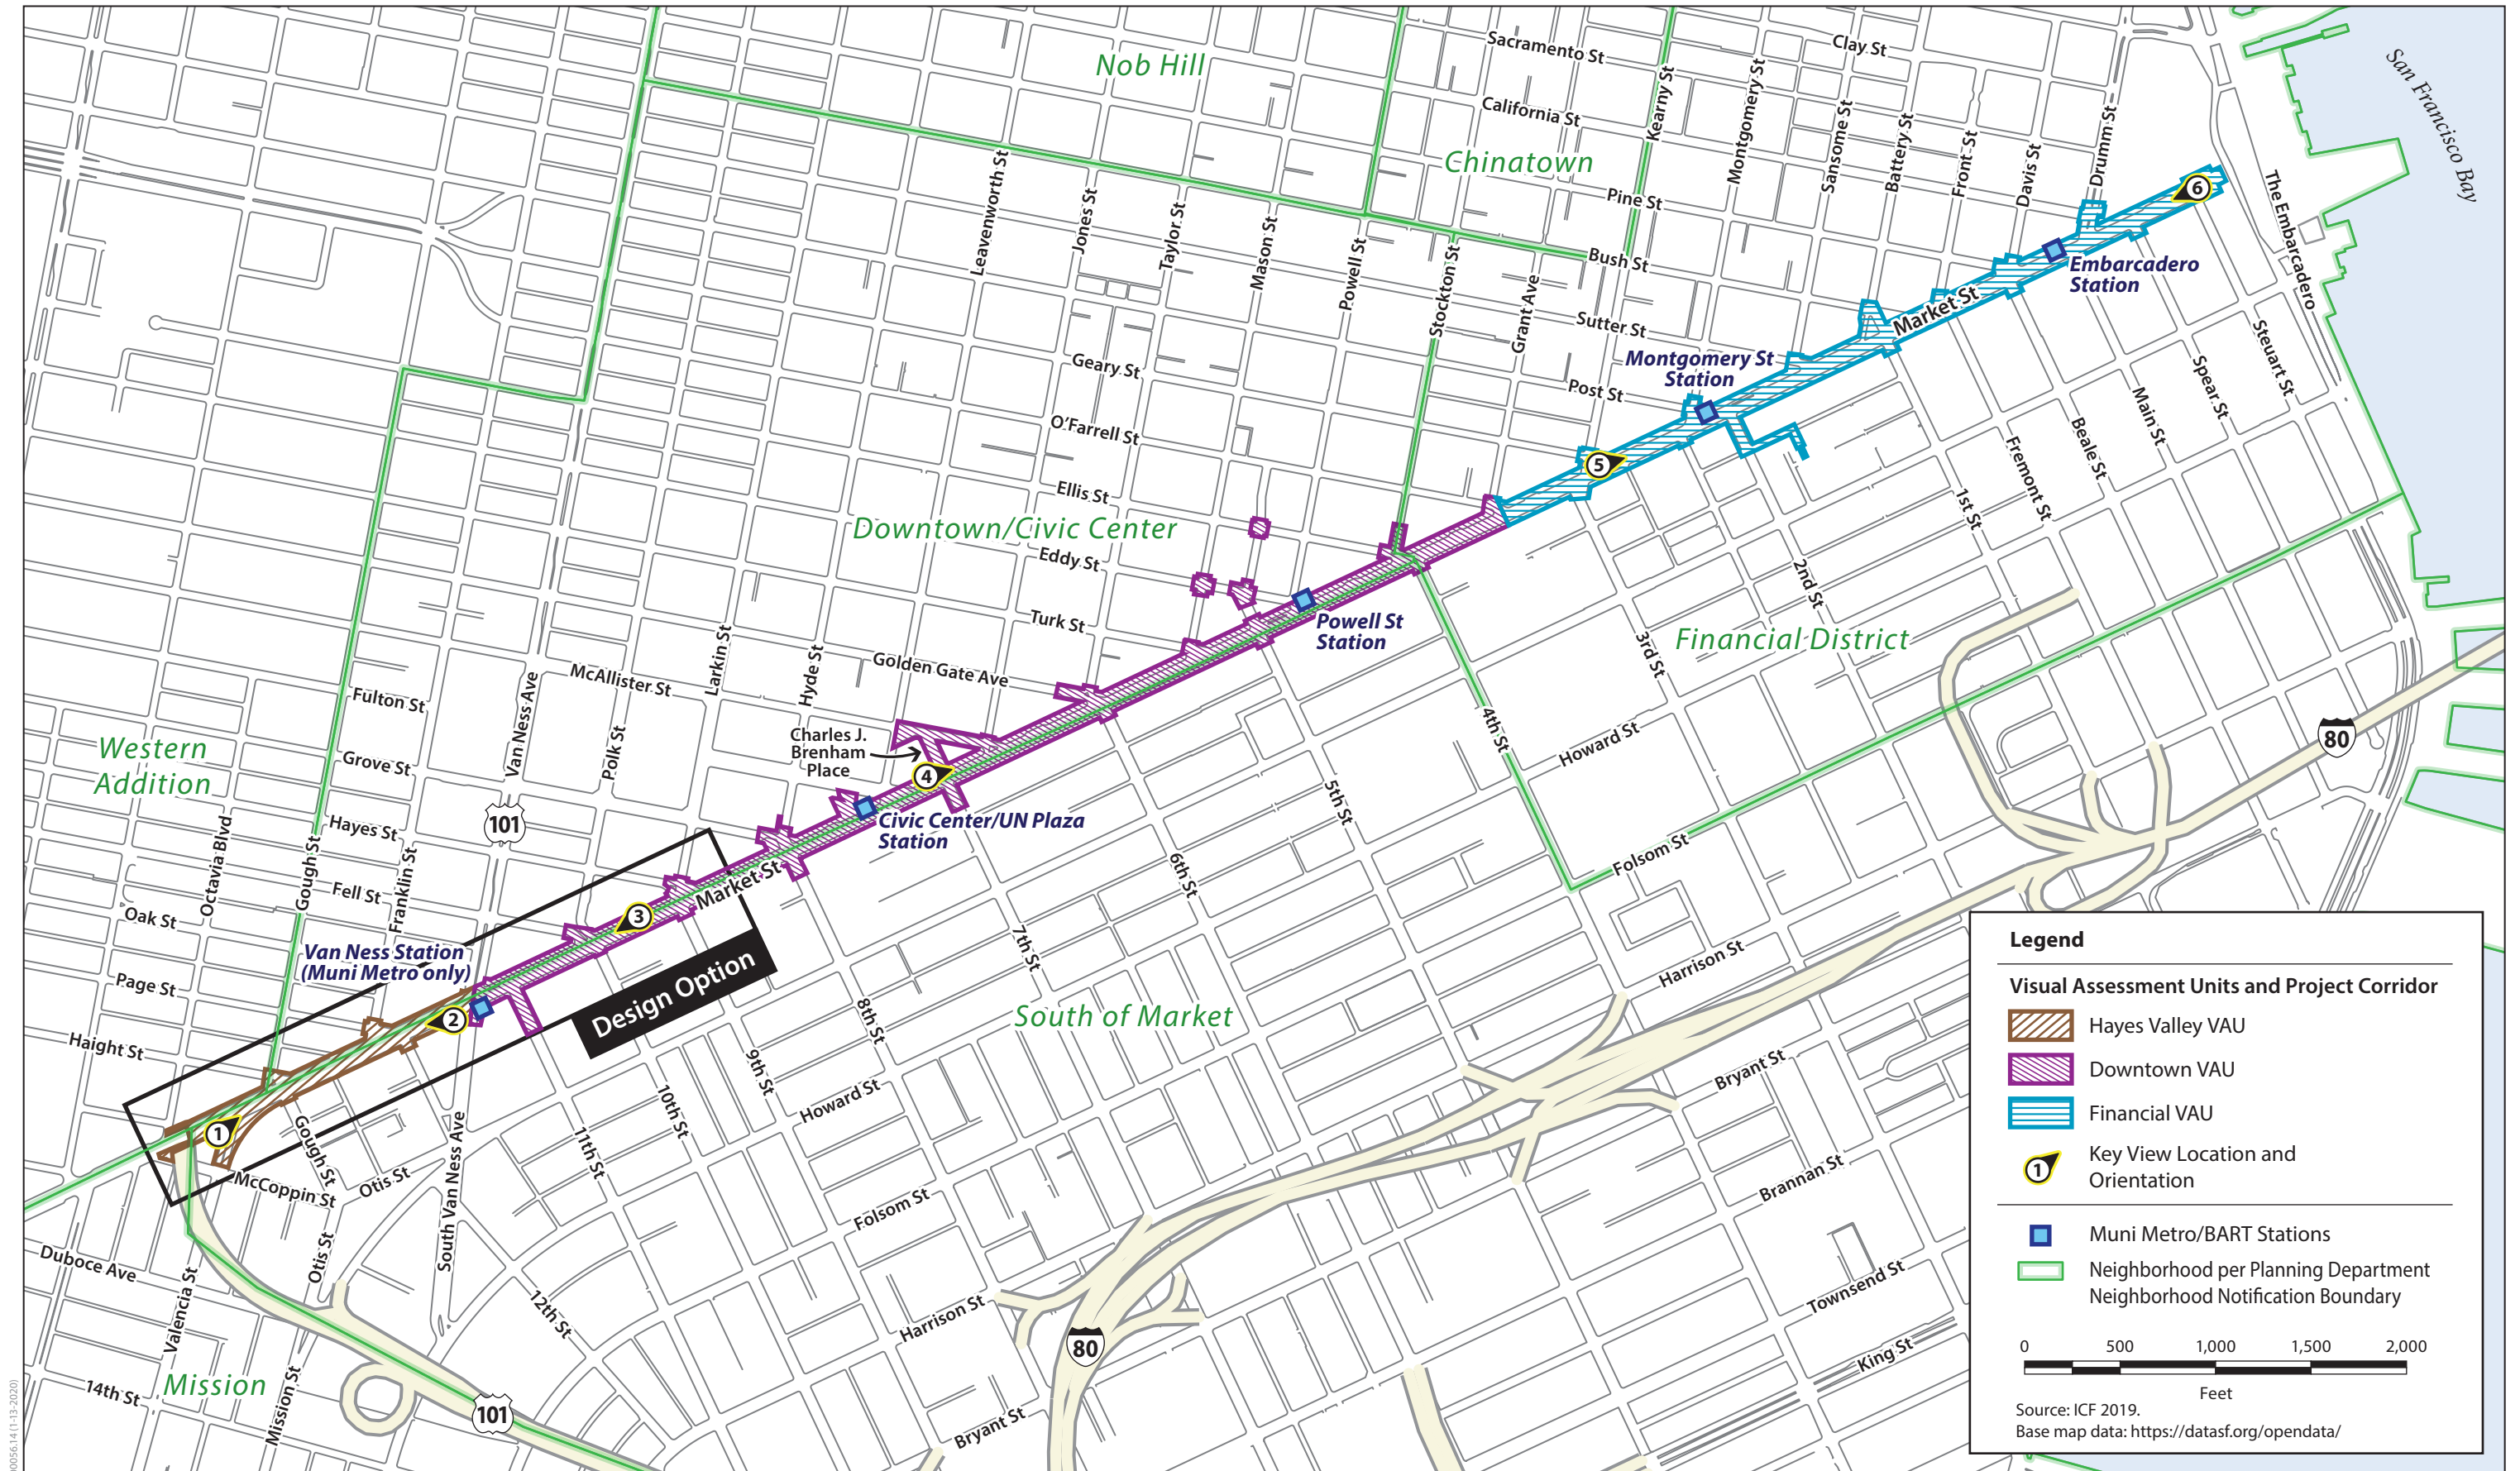 Nob Hill
Sacramento St
Clay St
San Francisco Bay
California St
Kearny St
Montgomery St
Sansome St
Battery St
Front St
Davis St
Drumm St
Chinatown
Leavenworth St
Jones St
Taylor St
Mason St
Powell St
Stockton St
Grant Ave
Pine St
Bush St
6
The Embarcadero
Embarcadero
Station
Sutter St
Market St
Montgomery St
Station
Geary St
Post St
Steuart St
Spear St
Main St
Beale St
Fremont St
1st St
O'Farrell St
5
Ellis St
Downtown/Civic Center
Eddy St
2nd St
Turk St
Powell St
Station
3rd St
Financial District
Golden Gate Ave
McAllister St
Larkin St
Hyde St
Fulton St
Van Ness Ave
Polk St
4th St
Howard St
80
Western
Addition
Charles J.
Brenham
Place
4
Grove St
5th St
101
Civic Center/UN Plaza
Station
Hayes St
Octavia Blvd
Gough St
Franklin St
Folsom St
6th St
Fell St
Market St
Oak St
3
Van Ness Station
(Muni Metro only)
7th St
Design Option
Harrison St
Page St
2
South of Market
8th St
Haight St
9th St
Bryant St
10th St
Howard St
1
Gough St
11th St
McCoppin St
Otis St
South Van Ness Ave
Brannan St
Folsom St
Duboce Ave
Otis St
Valencia St
12th St
Townsend St
Harrison St
80
King St
Mission
14th St
Mission St
101
Bryant St
Legend
Visual Assessment Units and Project Corridor
Hayes Valley VAU
Downtown VAU
Financial VAU
1
Key View Location and
Orientation
Muni Metro/BART Stations
Neighborhood per Planning Department
Neighborhood Notification Boundary
0 500 1,000 1,500 2,000
Feet
Source: ICF 2019.
Base map data: https://datasf.org/opendata/